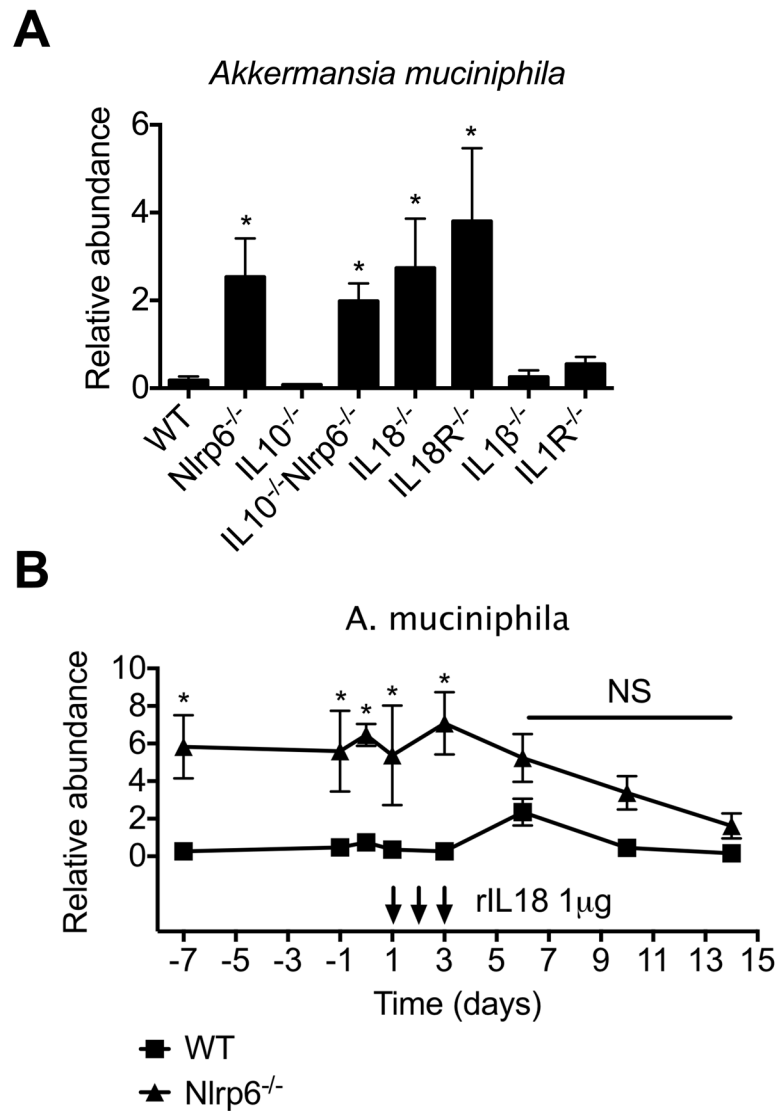 A
Akkermansia muciniphila
Relative abundance
6
4
2
0
* * * * *
WT Nlrp6-/- IL10-/- IL10-/-Nlrp6-/- IL18-/- IL18R-/- IL1β-/- IL1R-/-
B
A. muciniphila
Relative abundance
10
8
6
4
2
0
* * * * *
NS
rIL18 1μg
-7 -5 -3 -1 1 3 5 7 9 11 13 15
Time (days)
WT
Nlrp6-/-